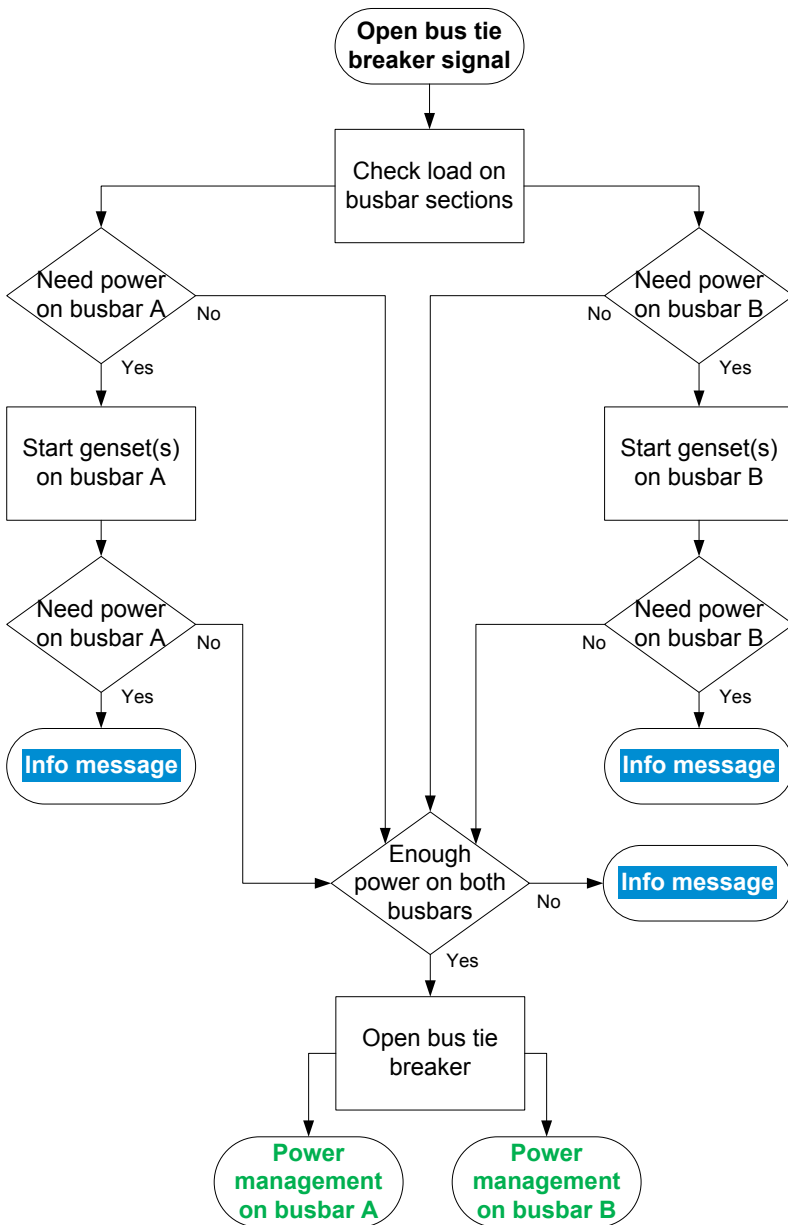 Open bus tie
breaker signal
Check load on
busbar sections
Need power
on busbar A
No
Yes
Need power
on busbar B
No
Yes
Start genset(s)
on busbar A
Start genset(s)
on busbar B
Need power
on busbar A
No
Yes
Need power
on busbar B
No
Yes
Info message
Info message
Enough
power on both
busbars
No
Yes
Info message
Open bus tie
breaker
Power
management
on busbar A
Power
management
on busbar B